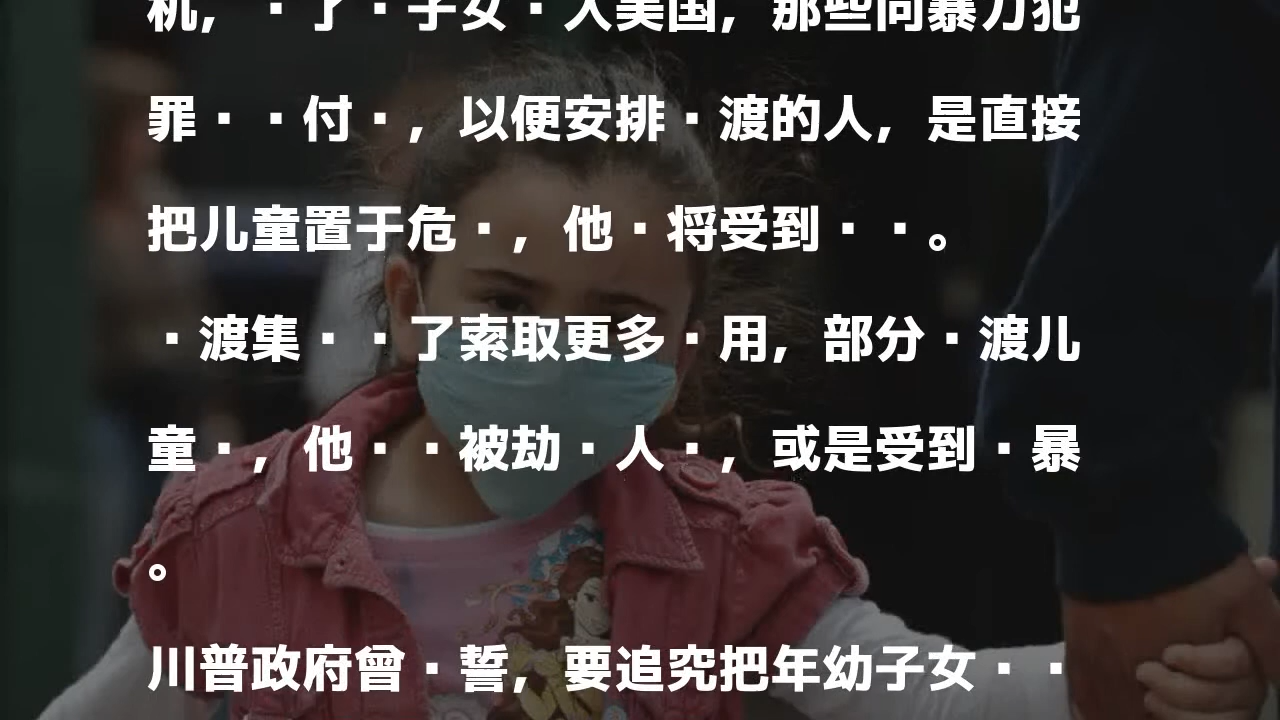 机，·了·子女·入美国，那些向暴力犯
罪··付·，以便安排·渡的人，是直接
把儿童置于危·，他·将受到··。
·渡集··了索取更多·用，部分·渡儿
童·，他··被劫·人·，或是受到·暴
。
川普政府曾·誓，要追究把年幼子女··